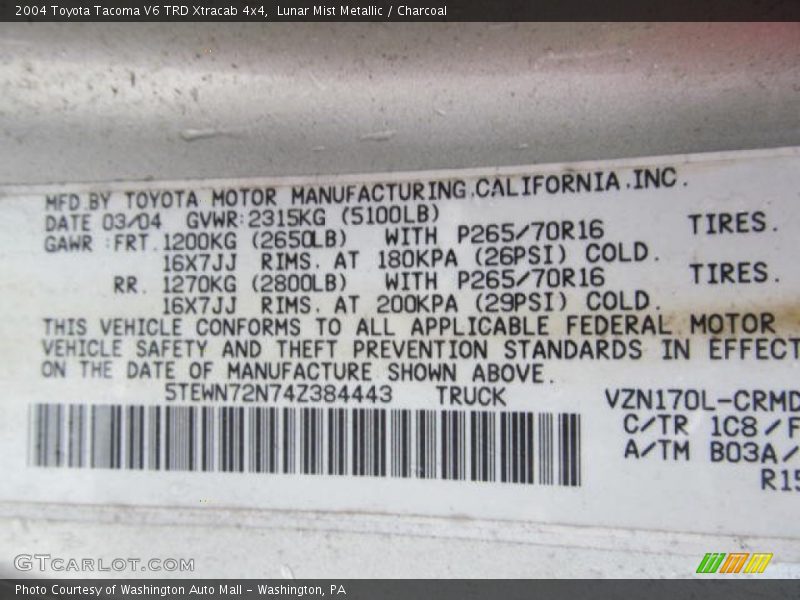 2004 Toyota Tacoma V6 TRD Xtracab 4x4, Lunar Mist Metallic / Charcoal
MFD BY TOYOTA MOTOR MANUFACTURING,CALIFORNIA,INC.
DATE 03/04 GVWR:2315KG (5100LB)
GAWR :FRT. 1200KG (2650LB) WITH P265/70R16 TIRES.
16X7JJ RIMS. AT 180KPA (26PSI) COLD.
RR. 1270KG (2800LB) WITH P265/70R16 TIRES.
16X7JJ RIMS. AT 200KPA (29PSI) COLD.
THIS VEHICLE CONFORMS TO ALL APPLICABLE FEDERAL MOTOR
VEHICLE SAFETY AND THEFT PREVENTION STANDARDS IN EFFECT
ON THE DATE OF MANUFACTURE SHOWN ABOVE.
5TEWN72N74Z384443 TRUCK VZN170L-CRMD
C/TR 1C8/F
A/TM B03A/
R15
GTCARLOT.COM
Photo Courtesy of Washington Auto Mall - Washington, PA